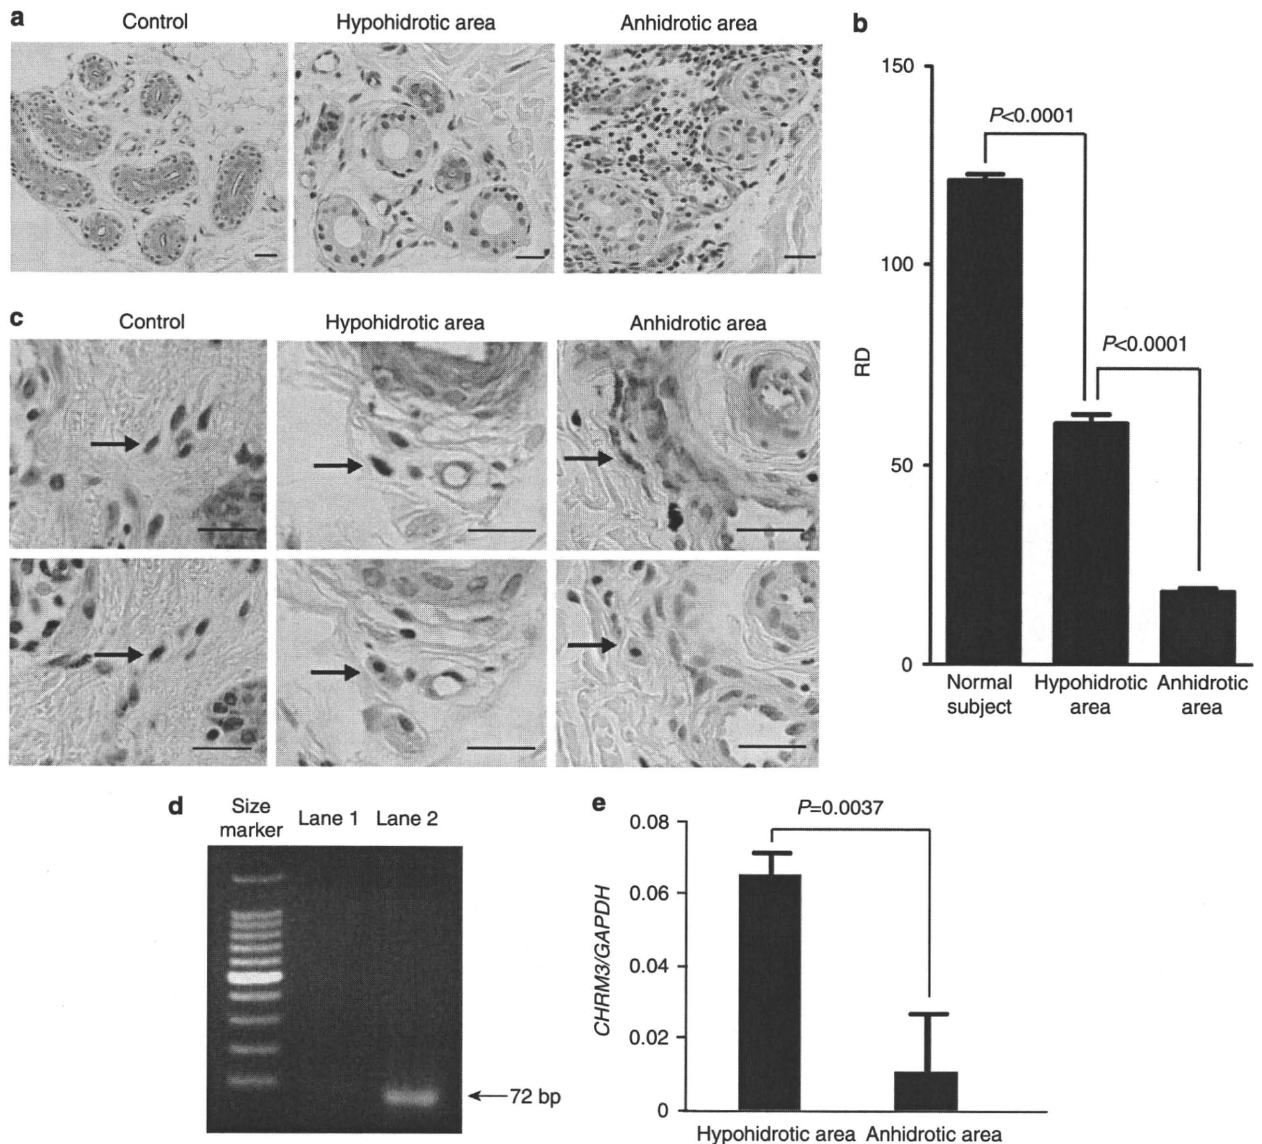 a
Control
Hypohidrotic area
Anhidrotic area
b
150
100
50
0
RD
P<0.0001
P<0.0001
Normal subject
Hypohidrotic area
Anhidrotic area
c
Control
Hypohidrotic area
Anhidrotic area
d
Size marker
Lane 1
Lane 2
72 bp
e
P=0.0037
0.08
0.06
0.04
0.02
0
CHRM3/GAPDH
Hypohidrotic area
Anhidrotic area